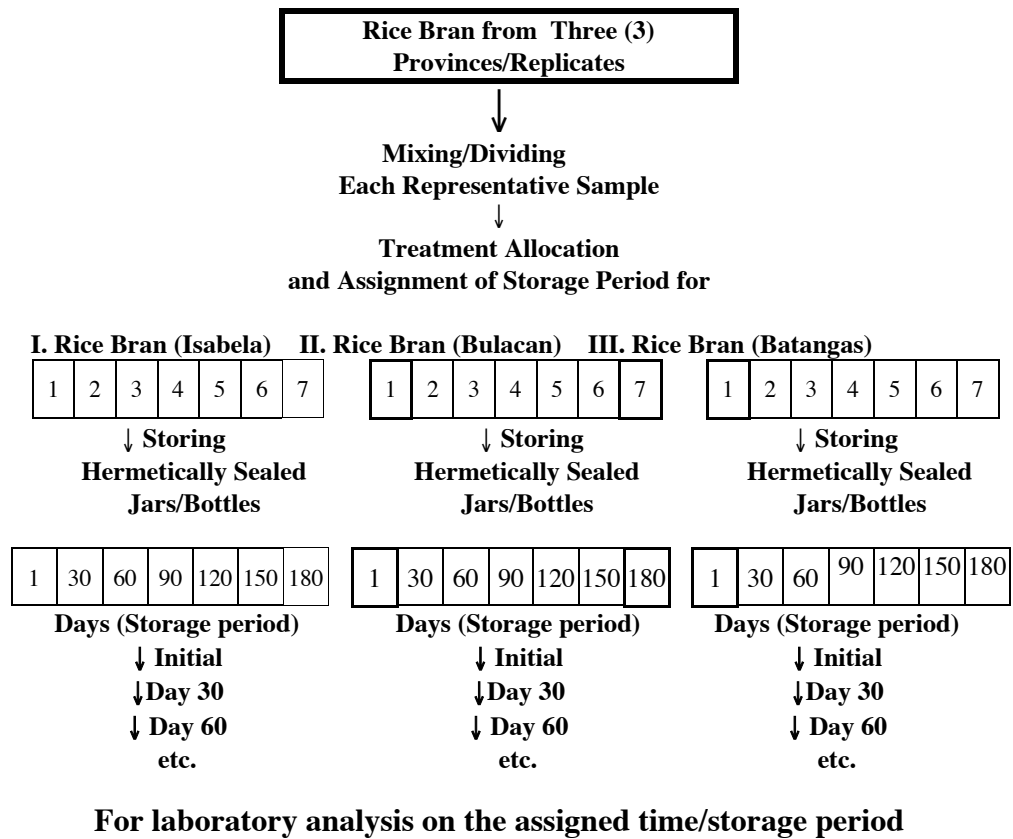 Rice Bran from Three (3)
Provinces/Replicates
↓
Mixing/Dividing
Each Representative Sample
↓
Treatment Allocation
and Assignment of Storage Period for
I. Rice Bran (Isabela) II. Rice Bran (Bulacan) III. Rice Bran (Batangas)
1 2 3 4 5 6 7 1 2 3 4 5 6 7 1 2 3 4 5 6 7
↓ Storing ↓ Storing ↓ Storing
Hermetically Sealed Hermetically Sealed Hermetically Sealed
Jars/Bottles Jars/Bottles Jars/Bottles
1 30 60 90 120 150 180 1 30 60 90 120 150 180 1 30 60 90 120 150 180
Days (Storage period) Days (Storage period) Days (Storage period)
↓ Initial ↓ Initial ↓ Initial
↓Day 30 ↓Day 30 ↓Day 30
↓ Day 60 ↓ Day 60 ↓ Day 60
etc. etc. etc.
For laboratory analysis on the assigned time/storage period